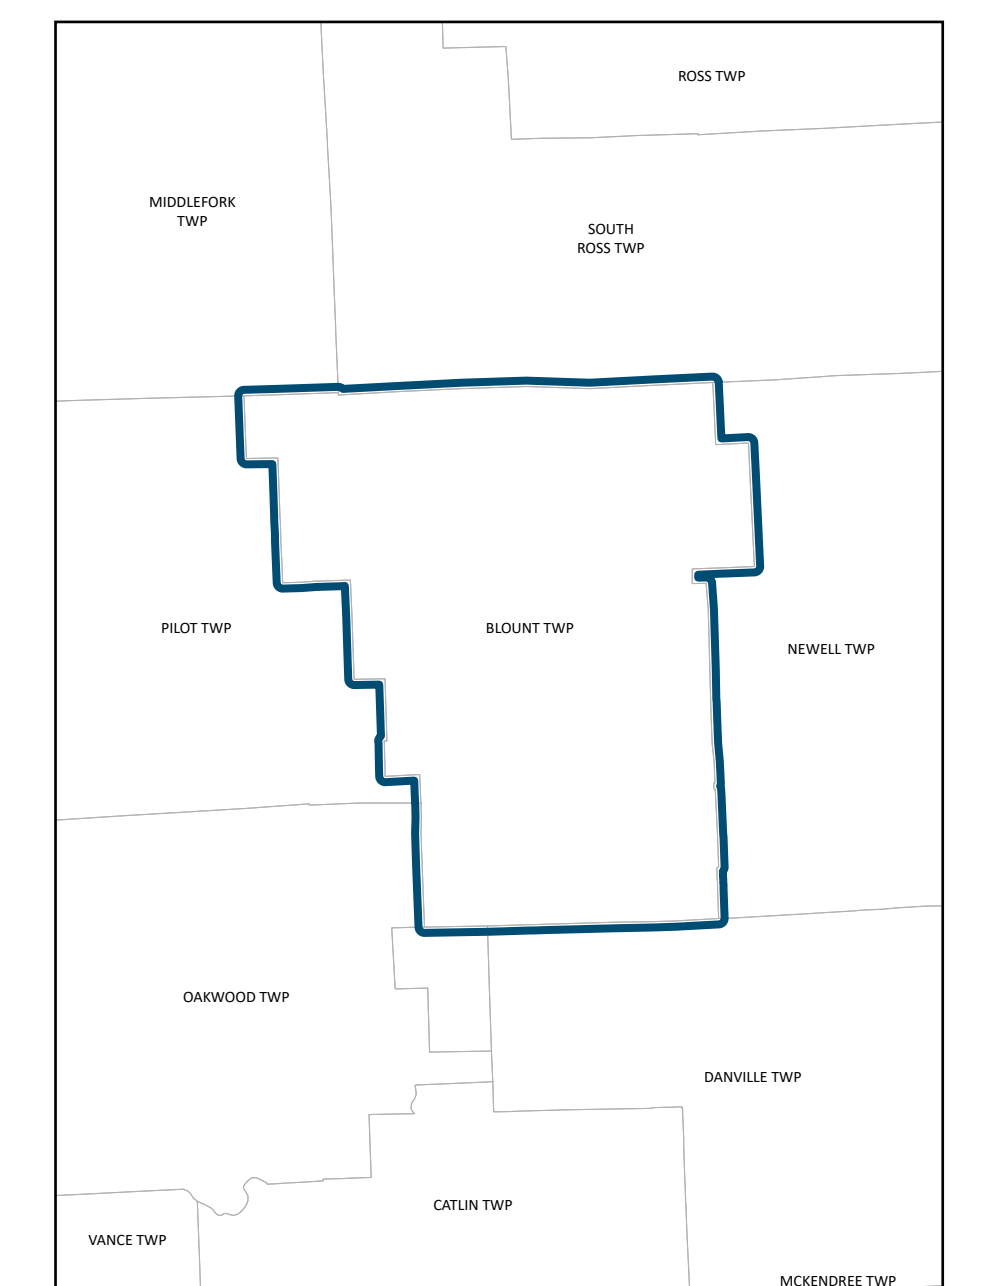 ROSS TWP
MIDDLEFORK
TWP
SOUTH
ROSS TWP
PILOT TWP
BLOUNT TWP
NEWELL TWP
OAKWOOD TWP
DANVILLE TWP
CATLIN TWP
VANCE TWP
MCKENDREE TWP